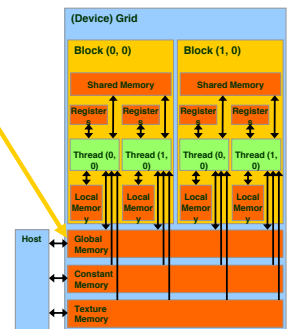 (Device) Grid
Block (0, 0)
Block (1, 0)
Shared Memory
Shared Memory
Register
s
Register
s
Register
s
Register
s
Thread (0,
0)
Thread (1,
0)
Thread (0,
0)
Thread (1,
0)
Local
Memor
y
Local
Memor
y
Local
Memor
y
Local
Memor
y
Host
Global
Memory
Constant
Memory
Texture
Memory